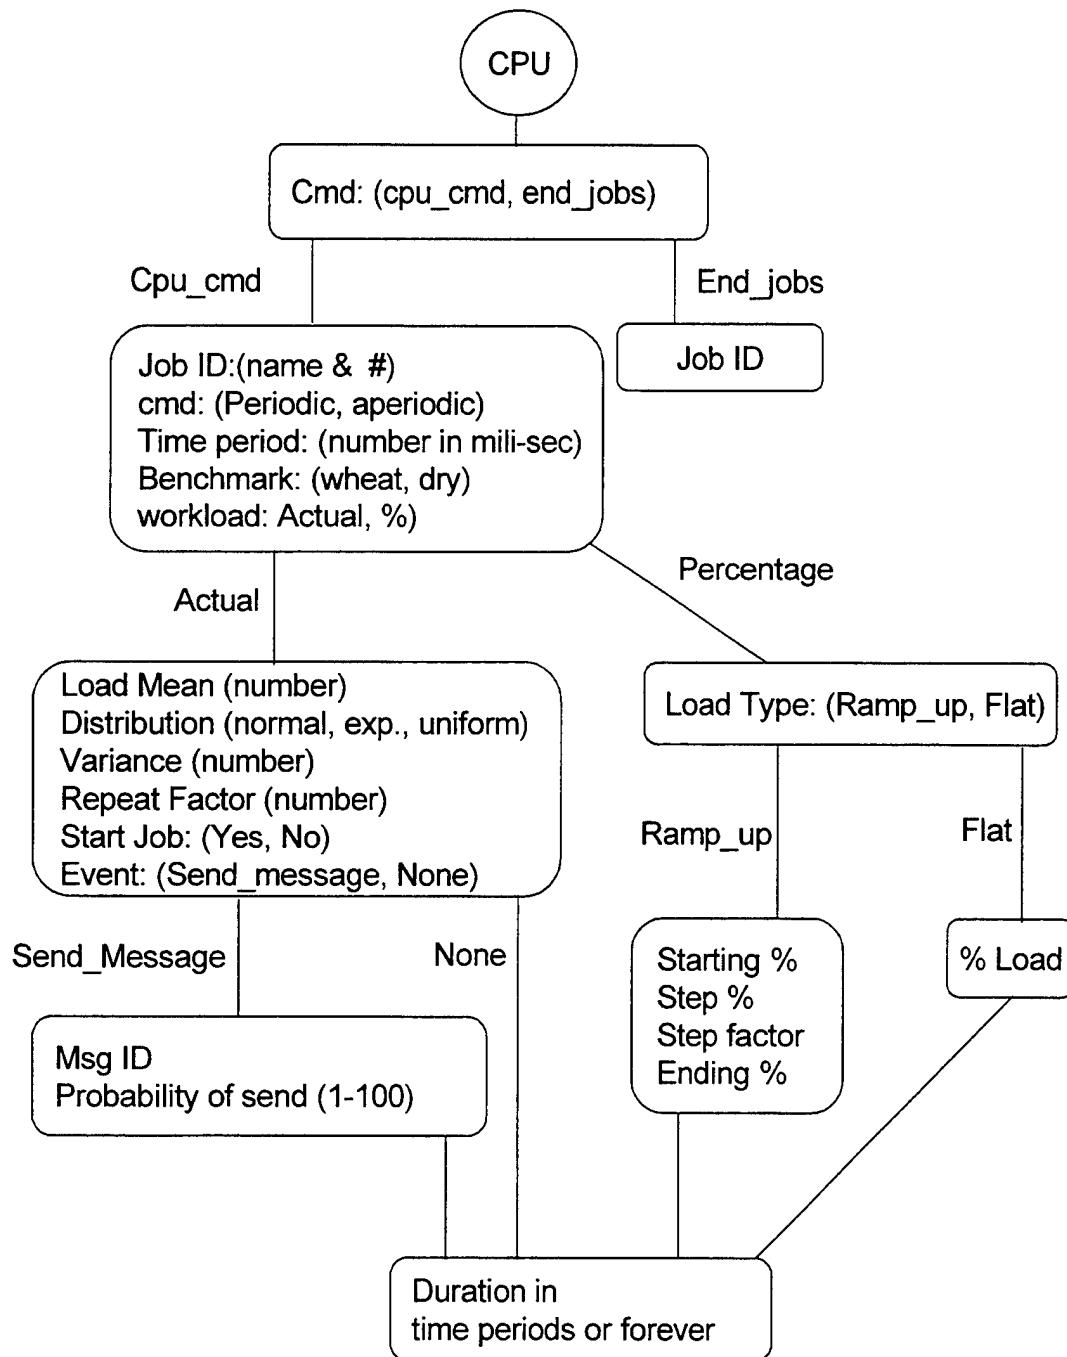 CPU
Cmd: (cpu_cmd, end_jobs)
Cpu_cmd
End_jobs
Job ID:(name & #)
cmd: (Periodic, aperiodic)
Time period: (number in mili-sec)
Benchmark: (wheat, dry)
workload: Actual, %)
Job ID
Actual
Percentage
Load Mean (number)
Distribution (normal, exp., uniform)
Variance (number)
Repeat Factor (number)
Start Job: (Yes, No)
Event: (Send_message, None)
Load Type: (Ramp_up, Flat)
Ramp_up
Flat
Send_Message
None
Starting %
Step %
Step factor
Ending %
% Load
Msg ID
Probability of send (1-100)
Duration in
time periods or forever